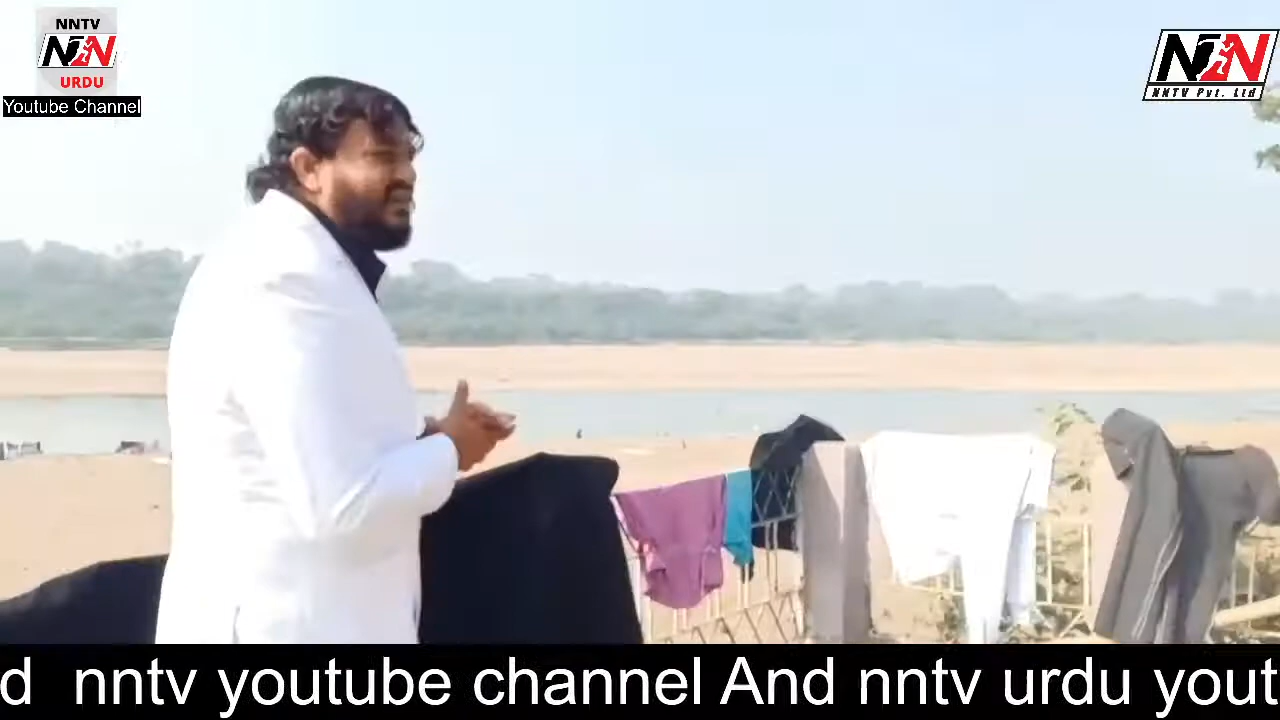 NNTV
NN
URDU
Youtube Channel
NN
NNTV Pvt. Ltd
d nntv youtube channel And nntv urdu yout